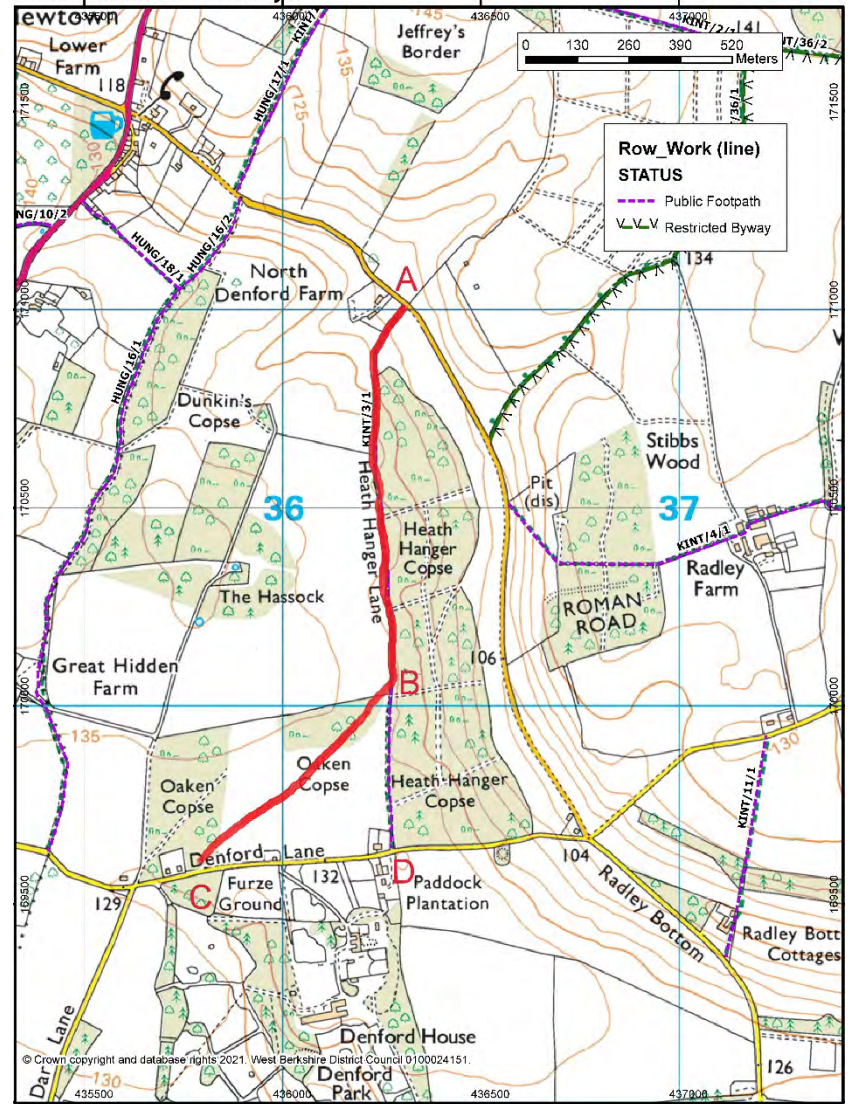 ewtown
435500
436000
436500
437000
Lower
Farm
118
Jeffrey's
Border
145
141
135
125
130
140
KINT/2/1
T/36/2
36/1
0 130 260 390 520
Meters
Row_Work (line)
STATUS
Public Footpath
Restricted Byway
171500
171500
HUNG/17/1
KINT/
NG/10/2
HUNG/18/1
HUNG/16/2
134
North
Denford Farm
A
171000
171000
HUNG/16/1
Dunkin's
Copse
KINT/3/1
Heath Hanger Lane
Stibbs
Wood
Pit
(dis)
170500
36
37
Heath
Hanger
Copse
KINT/4/1
Radley
Farm
The Hassock
ROMAN
ROAD
106
Great Hidden
Farm
B
170000
170000
135
130
Oaken
Copse
Oaken
Copse
Heath Hanger
Copse
KINT/11/1
Denford Lane
132
D
104
C
129
Furze
Ground
Paddock
Plantation
169500
169500
Radley Bottom
Radley Bott
Cottages
Dar Lane
Denford House
© Crown copyright and database rights 2021. West Berkshire District Council 0100024151.
Denford
Park
130
126
435500
436000
436500
437000